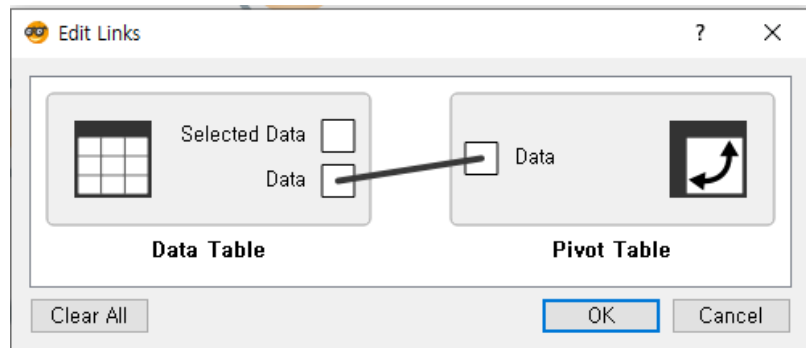 Edit Links
?
Selected Data
Data
Data
Data Table
Pivot Table
Clear All
OK
Cancel